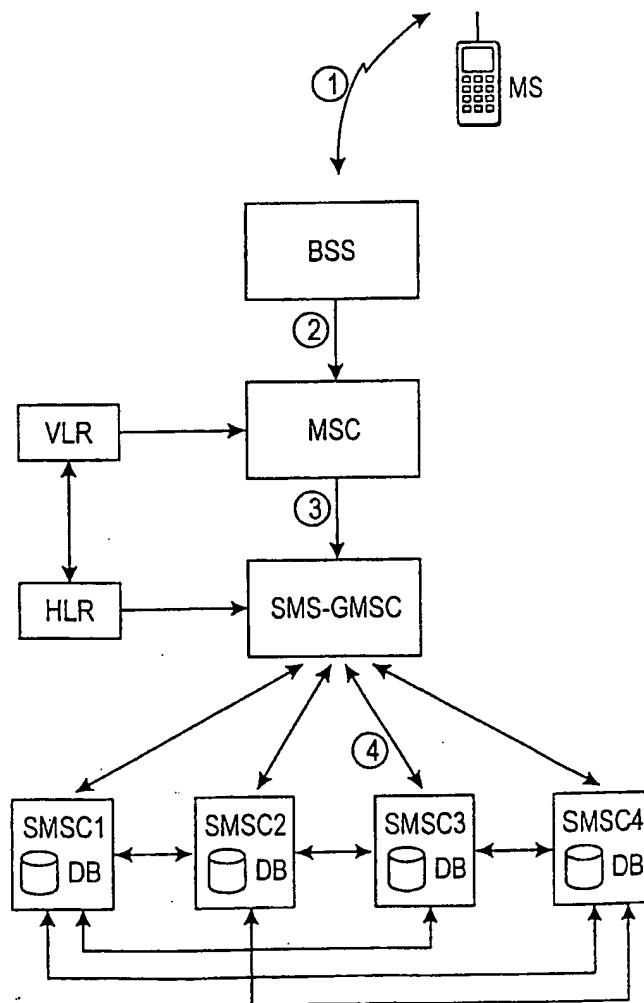 1
MS
BSS
2
VLR
MSC
3
HLR
SMS-GMSC
4
SMSC1
DB
SMSC2
DB
SMSC3
DB
SMSC4
DB